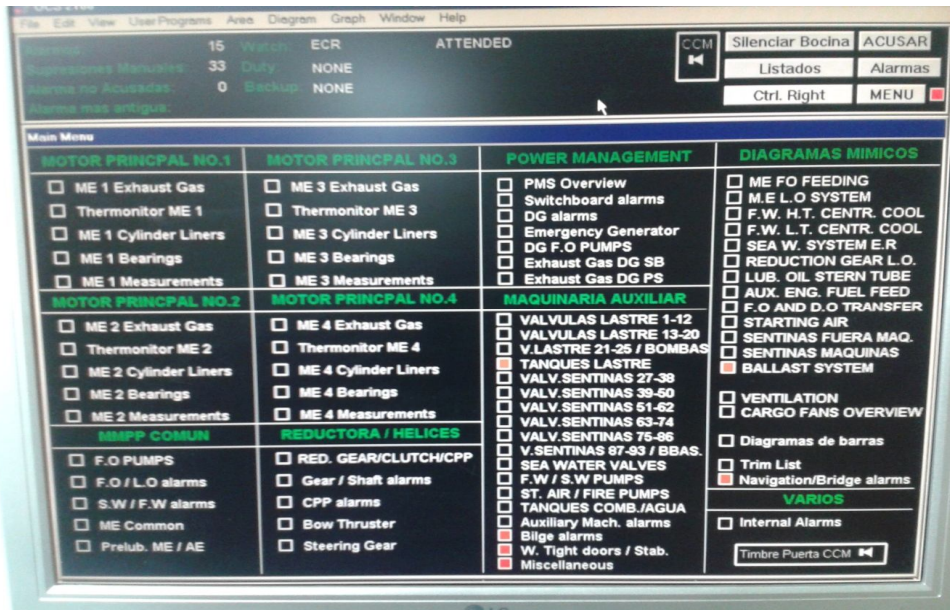 File Edit View User Programs Area Diagram Graph Window Help
Alarmas: 15 Watch: ECR ATTENDED
Supresiones Manuales: 33 Duty: NONE
Alarma no Acusadas: 0 Backup: NONE
Alarma mas antigua:
CCM
Silenciar Bocina ACUSAR
Listados Alarmas
Ctrl. Right MENU
Main Menu
MOTOR PRINCPAL NO.1
ME 1 Exhaust Gas
Thermonitor ME 1
ME 1 Cylinder Liners
ME 1 Bearings
ME 1 Measurements
MOTOR PRINCPAL NO.2
ME 2 Exhaust Gas
Thermonitor ME 2
ME 2 Cylinder Liners
ME 2 Bearings
ME 2 Measurements
MMPP COMUN
F.O PUMPS
F.O / L.O alarms
S.W / F.W alarms
ME Common
Prelub. ME / AE
MOTOR PRINCPAL NO.3
ME 3 Exhaust Gas
Thermonitor ME 3
ME 3 Cylinder Liners
ME 3 Bearings
ME 3 Measurements
MOTOR PRINCPAL NO.4
ME 4 Exhaust Gas
Thermonitor ME 4
ME 4 Cylinder Liners
ME 4 Bearings
ME 4 Measurements
REDUCTORA / HELICES
RED. GEAR/CLUTCH/CPP
Gear / Shaft alarms
CPP alarms
Bow Thruster
Steering Gear
POWER MANAGEMENT
PMS Overview
Switchboard alarms
DG alarms
Emergency Generator
DG F.O PUMPS
Exhaust Gas DG SB
Exhaust Gas DG PS
MAQUINARIA AUXILIAR
VALVULAS LASTRE 1-12
VALVULAS LASTRE 13-20
V.LASTRE 21-25 / BOMBAS
TANQUES LASTRE
VALV.SENTINAS 27-38
VALV.SENTINAS 39-50
VALV.SENTINAS 51-62
VALV.SENTINAS 63-74
VALV.SENTINAS 75-86
V.SENTINAS 87-93 / BBAS.
SEA WATER VALVES
F.W / S.W PUMPS
ST. AIR / FIRE PUMPS
TANQUES COMB./AGUA
Auxiliary Mach. alarms
Bilge alarms
W. Tight doors / Stab.
Miscellaneous
DIAGRAMAS MIMICOS
ME FO FEEDING
M.E L.O SYSTEM
F.W. H.T. CENTR. COOL
F.W. L.T. CENTR. COOL
SEA W. SYSTEM E.R
REDUCTION GEAR L.O.
LUB. OIL STERN TUBE
AUX. ENG. FUEL FEED
F.O AND D.O TRANSFER
STARTING AIR
SENTINAS FUERA MAQ.
SENTINAS MAQUINAS
BALLAST SYSTEM
VENTILATION
CARGO FANS OVERVIEW
Diagramas de barras
Trim List
Navigation/Bridge alarms
VARIOS
Internal Alarms
Timbre Puerta CCM